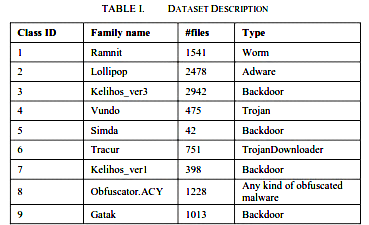 TABLE I. DATASET DESCRIPTION
Class ID Family name #files Type
1 Ramnit 1541 Worm
2 Lollipop 2478 Adware
3 Kelihos_ver3 2942 Backdoor
4 Vundo 475 Trojan
5 Simda 42 Backdoor
6 Tracur 751 TrojanDownloader
7 Kelihos_ver1 398 Backdoor
8 Obfuscator.ACY 1228 Any kind of obfuscated
malware
9 Gatak 1013 Backdoor